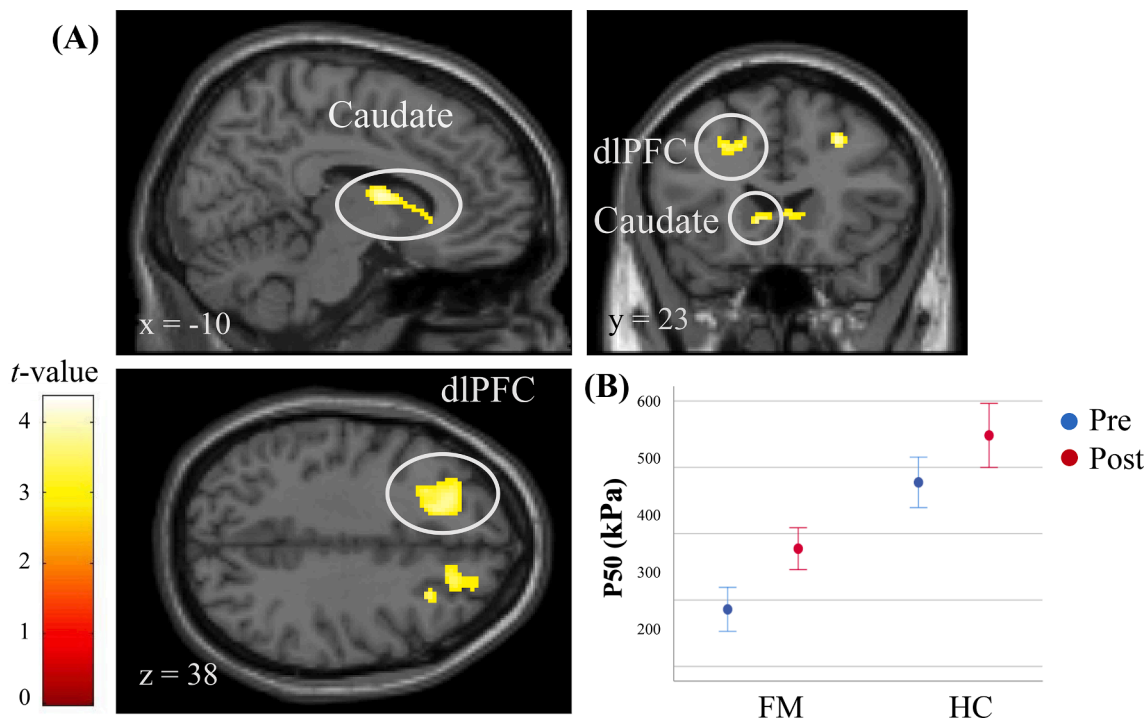 (A)
Caudate
x = -10
dlPFC
Caudate
y = 23
t-value
4
3
2
1
0
dlPFC
z = 38
(B)
P50 (kPa)
600
500
400
300
200
FM
HC
Pre
Post